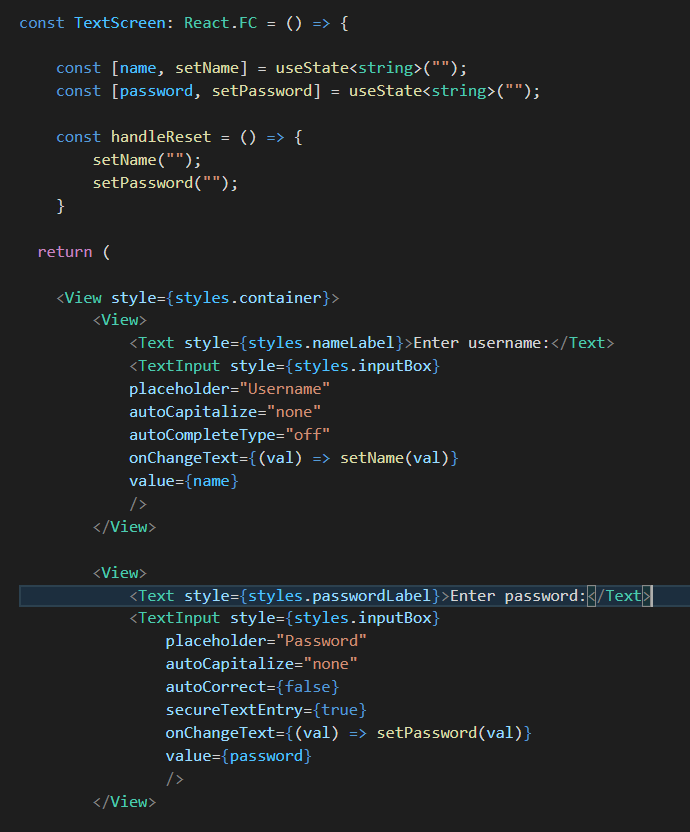 const TextScreen: React.FC = () => {
const [name, setName] = useState<string>("");
const [password, setPassword] = useState<string>("");
const handleReset = () => {
setName("");
setPassword("");
}
return (
<View style={styles.container}>
<View>
<Text style={styles.nameLabel}>Enter username:</Text>
<TextInput style={styles.inputBox}
placeholder="Username"
autoCapitalize="none"
autoCompleteType="off"
onChangeText={(val) => setName(val)}
value={name}
/>
</View>
<View>
<Text style={styles.passwordLabel}>Enter password:</Text>
<TextInput style={styles.inputBox}
placeholder="Password"
autoCapitalize="none"
autoCorrect={false}
secureTextEntry={true}
onChangeText={(val) => setPassword(val)}
value={password}
/>
</View>